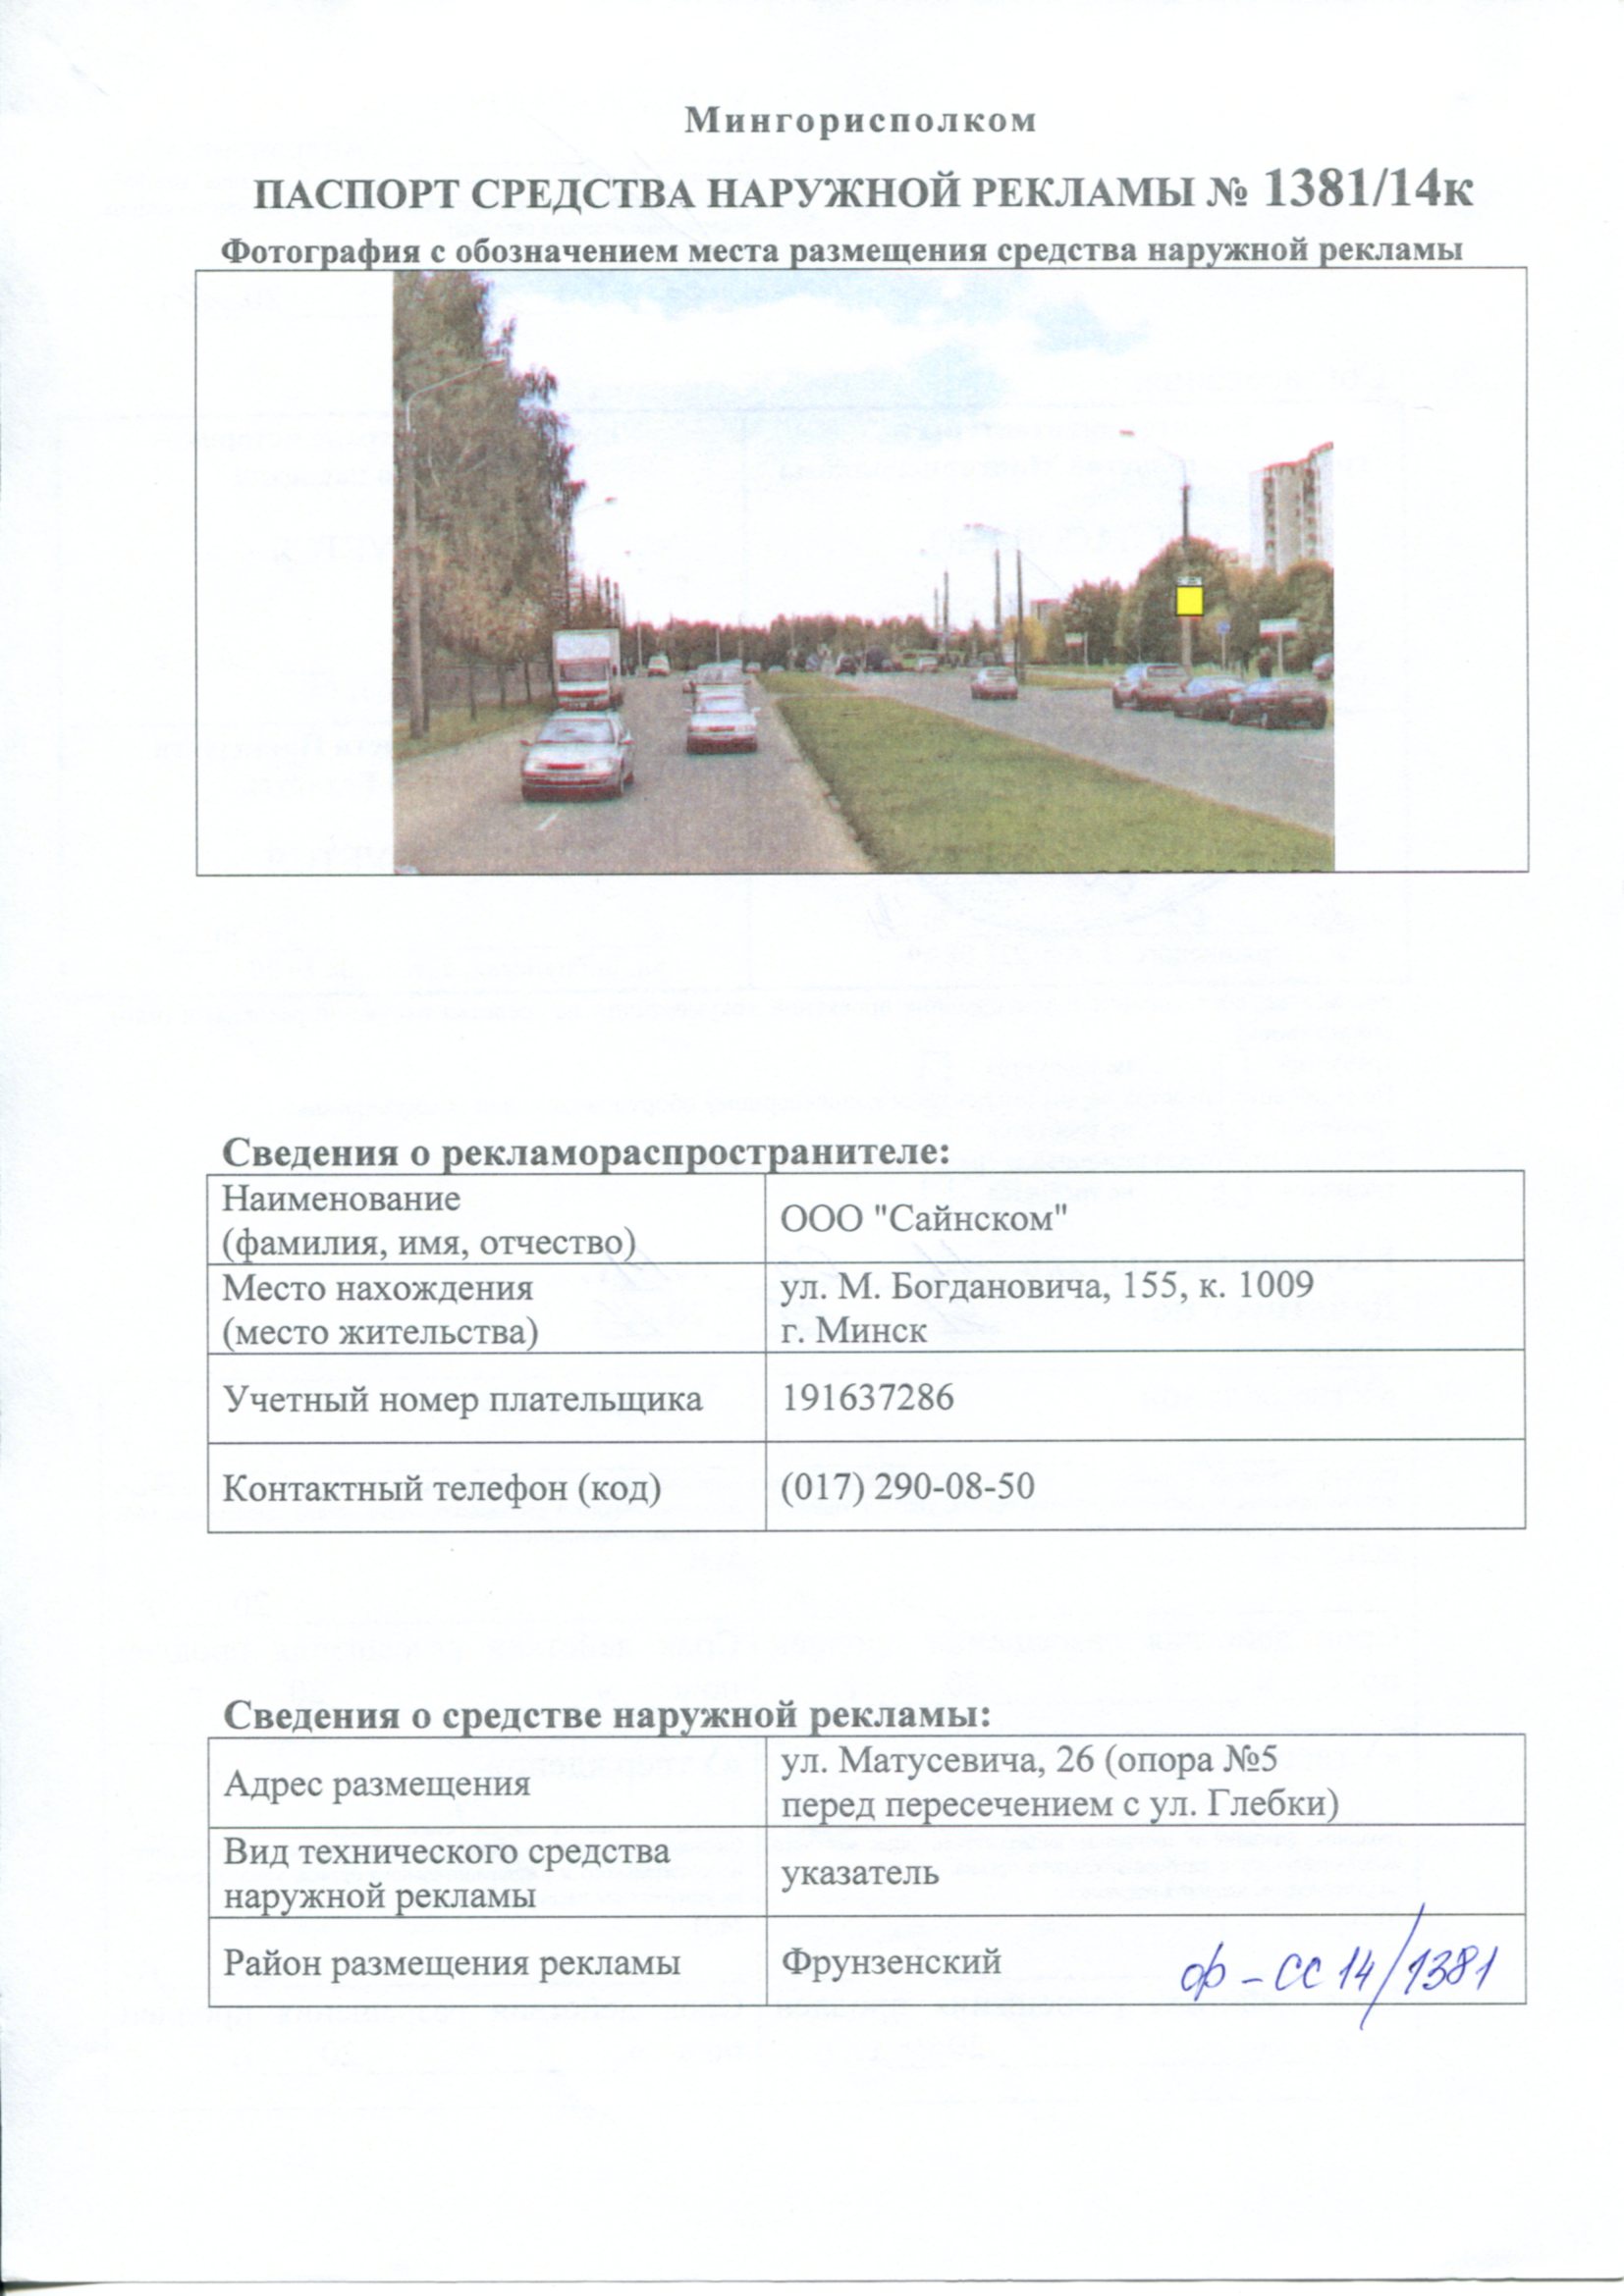 Мингорисполком
ПАСПОРТ СРЕДСТВА НАРУЖНОЙ РЕКЛАМЫ № 1381/14к
Фотография с обозначением места размещения средства наружной рекламы
Сведения о рекламораспространителе:
Наименование
(фамилия, имя, отчество)
ООО "Сайнском"
Место нахождения
(место жительства)
ул. М. Богдановича, 155, к. 1009
г. Минск
Учетный номер плательщика
191637286
Контактный телефон (код)
(017) 290-08-50
Сведения о средстве наружной рекламы:
Адрес размещения
ул. Матусевича, 26 (опора №5
перед пересечением с ул. Глебки)
Вид технического средства
наружной рекламы
указатель
Район размещения рекламы
Фрунзенский
ф-сс 14/1381